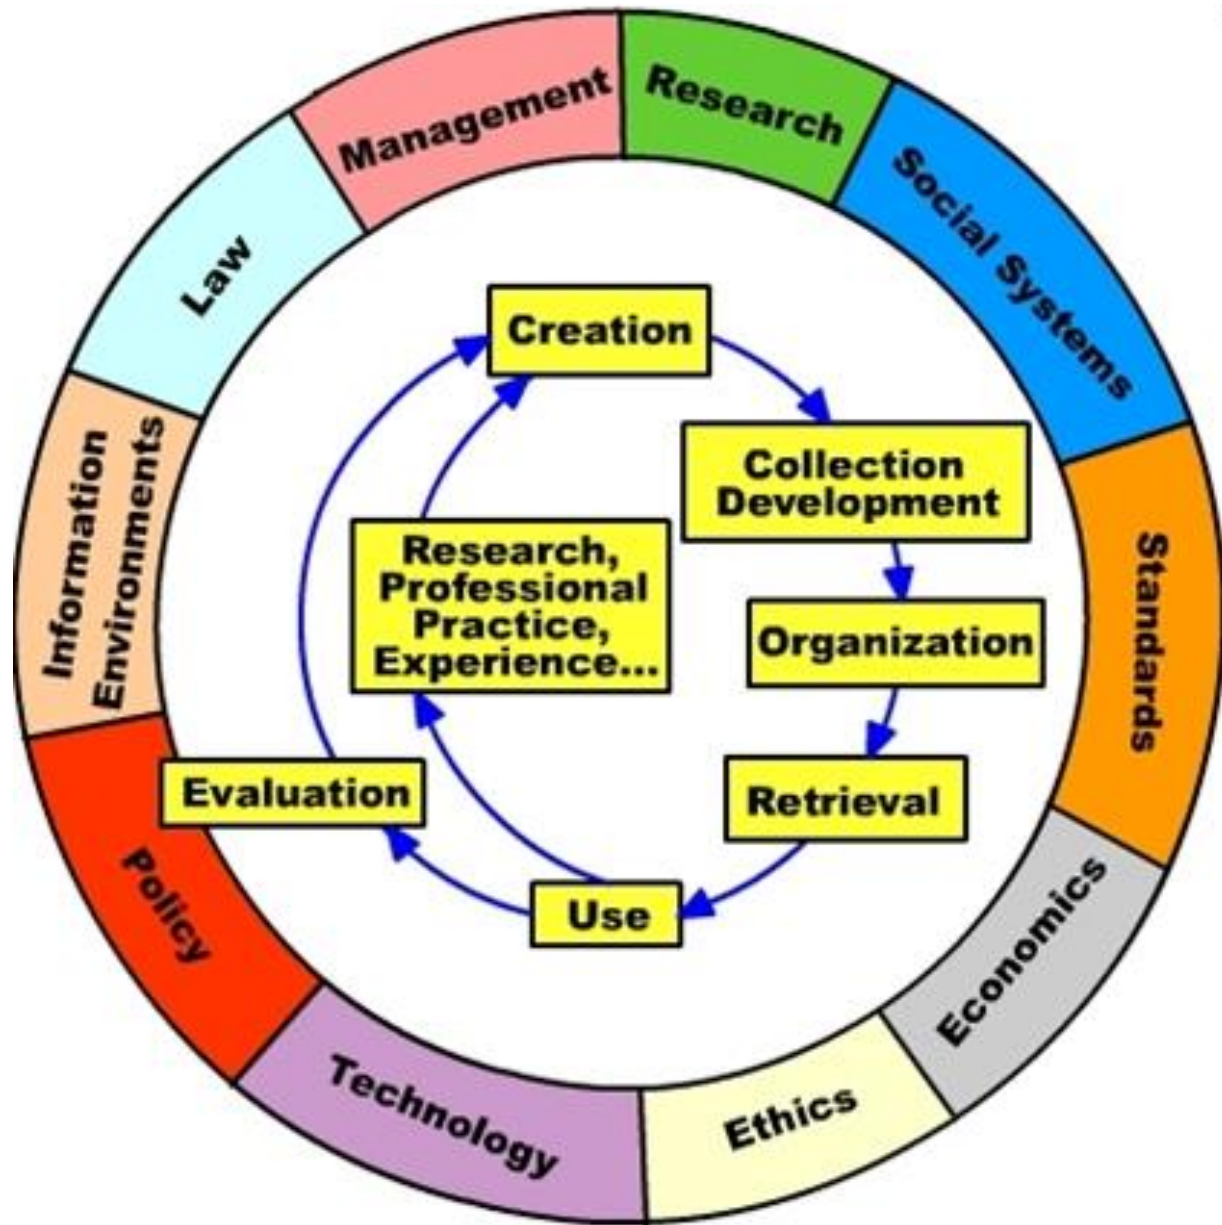 Management
Research
Social Systems
Standards
Economics
Ethics
Technology
Policy
Information
Environments
Law
Creation
Collection
Development
Organization
Retrieval
Use
Evaluation
Research,
Professional
Practice,
Experience...